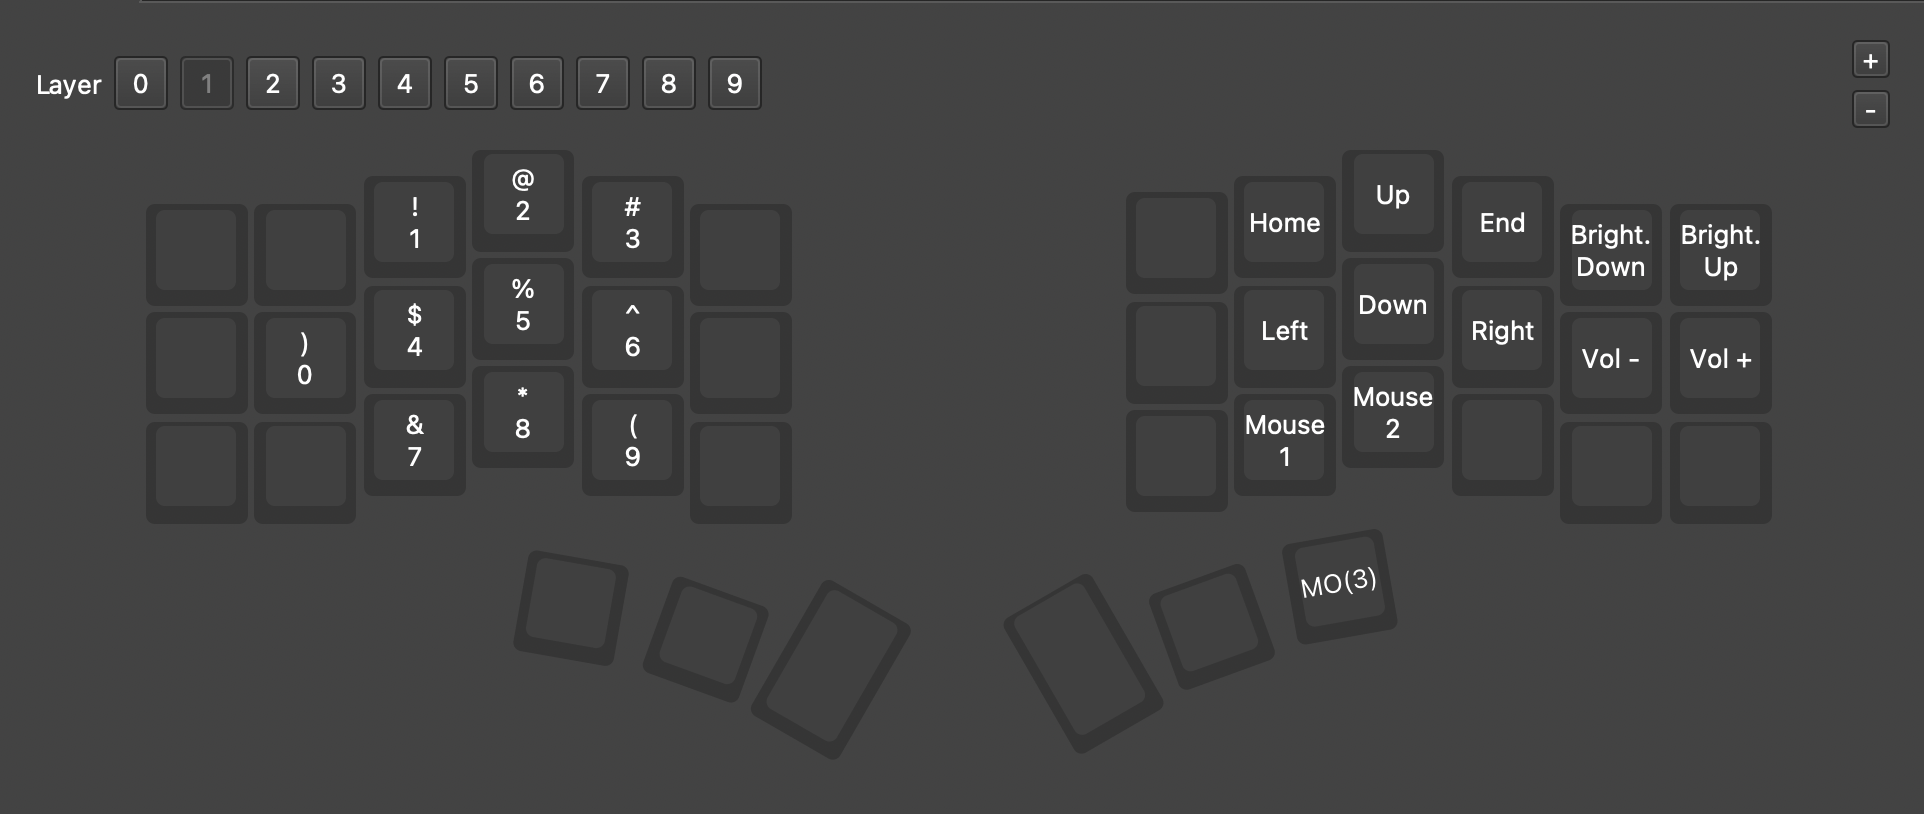 Layer 0 1 2 3 4 5 6 7 8 9
+
-
!
1
@
2
#
3
)
0
$
4
%
5
^
6
&
7
*
8
(
9
Home
Up
End
Bright.
Down
Bright.
Up
Left
Down
Right
Vol -
Vol +
Mouse
1
Mouse
2
MO(3)